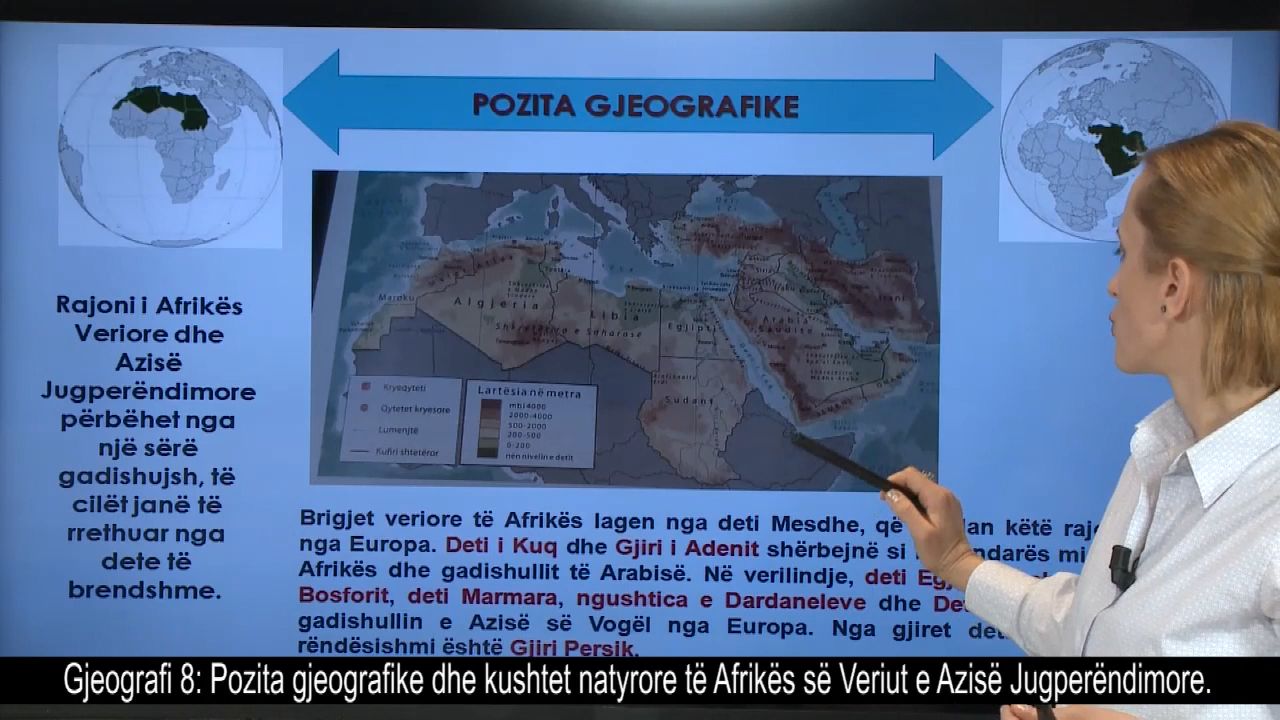 POZITA GJEOGRAFIKE
Rajoni i Afrikës
Veriore dhe
Azisë
Jugperëndimore
përbëhet nga
një sërë
gadishujsh, të
cilët janë të
rrethuar nga
dete të
brendshme.
Maroku
Algjeria
Libia
Egjipti
Arabia
Saudite
Irani
Shkretëtira e Saharasë
Sudani
Kryeqyteti
Qytetet kryesore
Lumenjtë
Kufiri shtetëror
Lartësia në metra
mbi 4000
2000-4000
500-2000
200-500
0-200
nën nivelin e detit
Brigjet veriore të Afrikës lagen nga deti Mesdhe, që
nga Europa. Deti i Kuq dhe Gjiri i Adenit shërbejnë si
Afrikës dhe gadishullit të Arabisë. Në verilindje, deti
Bosforit, deti Marmara, ngushtica e Dardaneleve dhe
gadishullin e Azisë së Vogël nga Europa. Nga gjiret
rëndësishmi është Gjiri Persik.
Gjeografi 8: Pozita gjeografike dhe kushtet natyrore të Afrikës së Veriut e Azisë Jugperëndimore.